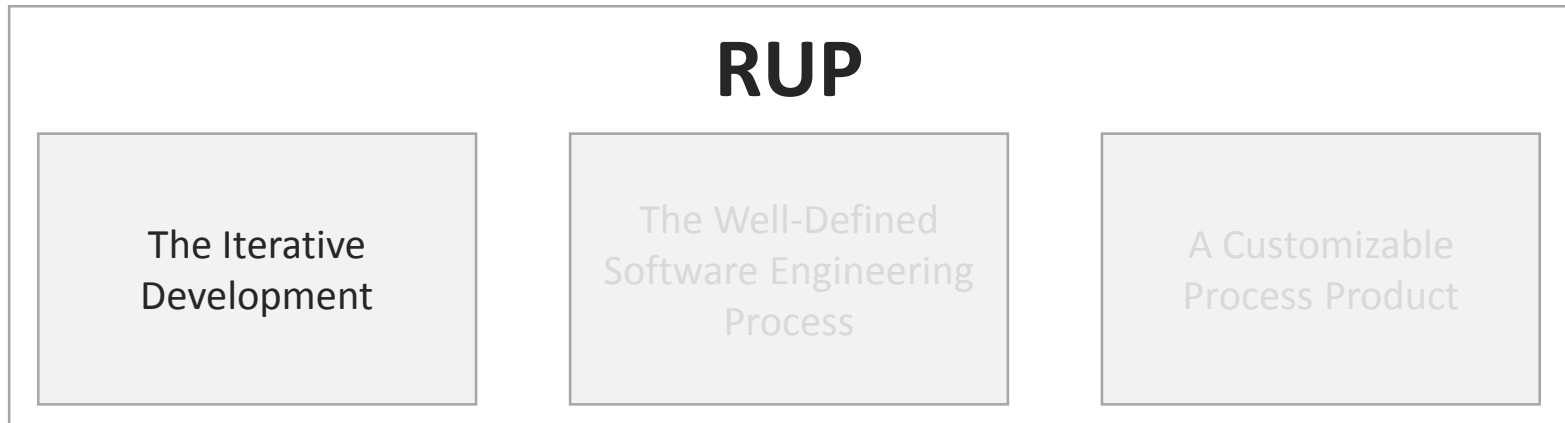 RUP
The Iterative
Development
The Well-Defined
Software Engineering
Process
A Customizable
Process Product